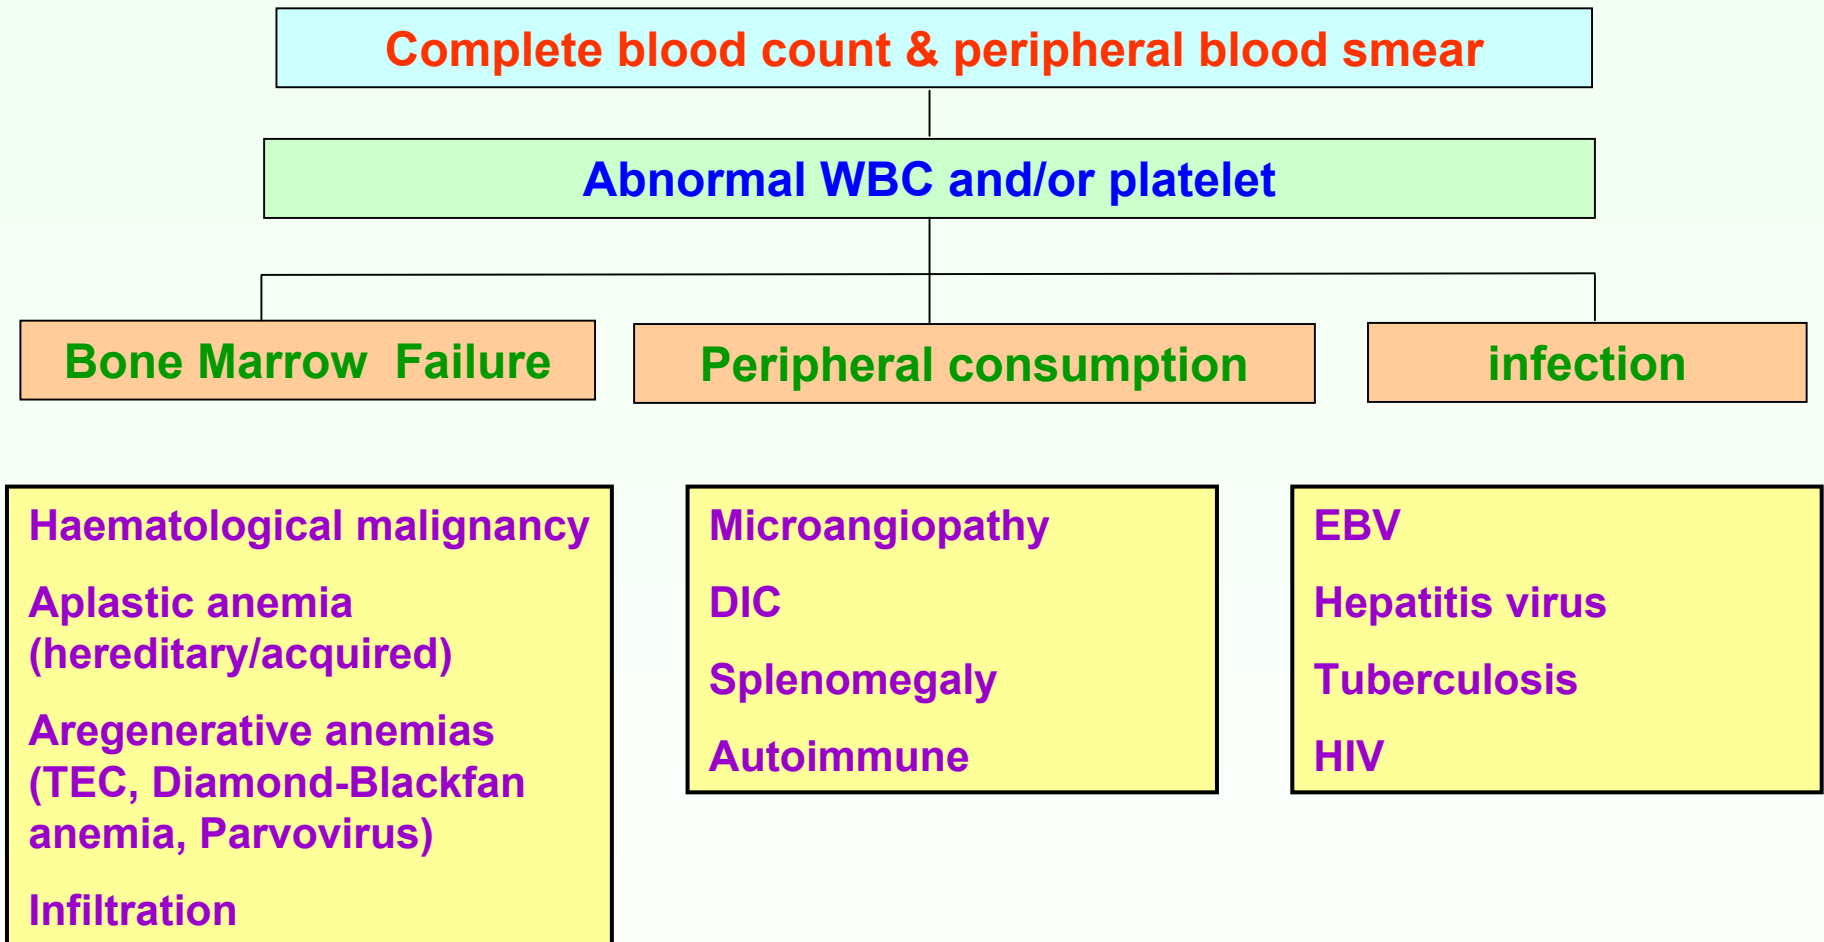 Complete blood count & peripheral blood smear
Abnormal WBC and/or platelet
Bone Marrow Failure
Peripheral consumption
infection
Haematological malignancy
Aplastic anemia
(hereditary/acquired)
Aregenerative anemias
(TEC, Diamond-Blackfan
anemia, Parvovirus)
Infiltration
Microangiopathy
DIC
Splenomegaly
Autoimmune
EBV
Hepatitis virus
Tuberculosis
HIV